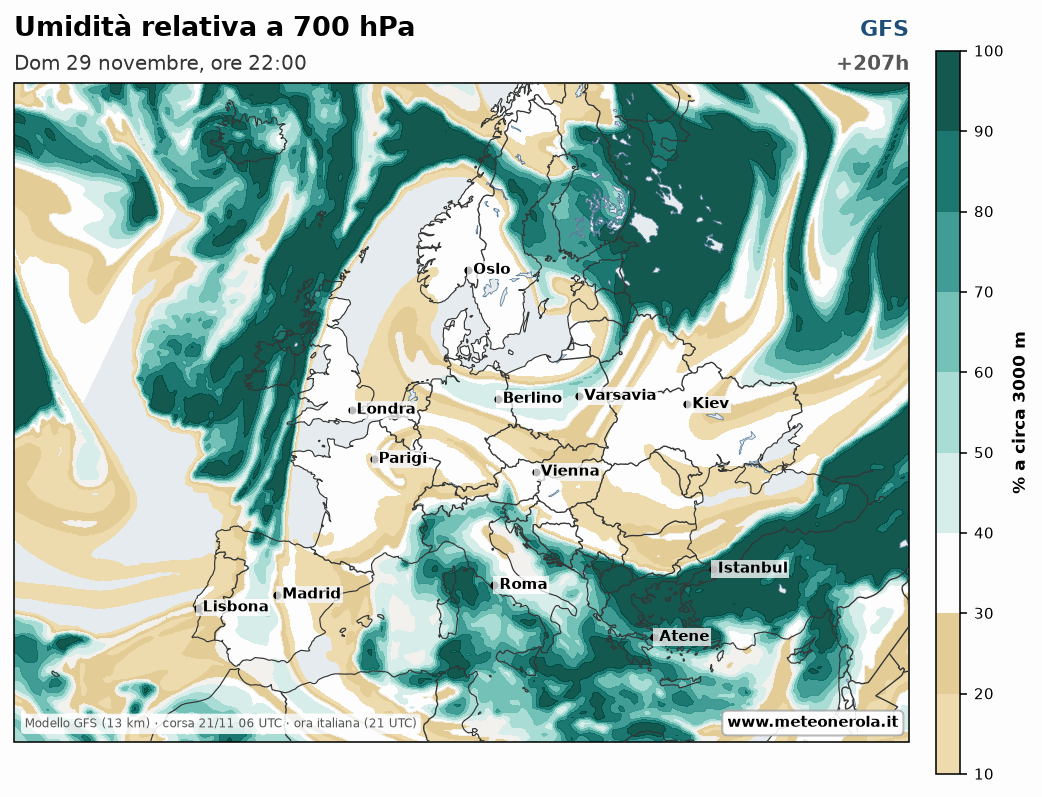 Umidità relativa a 700 hPa
GFS
Dom 29 novembre, ore 22:00
+207h
100
90
80
70
60
50
40
30
20
10
% a circa 3000 m
Oslo
Berlino
Varsavia
Kiev
Londra
Parigi
Vienna
Istanbul
Roma
Madrid
Lisbona
Atene
Modello GFS (13 km) · corsa 21/11 06 UTC · ora italiana (21 UTC)
www.meteonerola.it